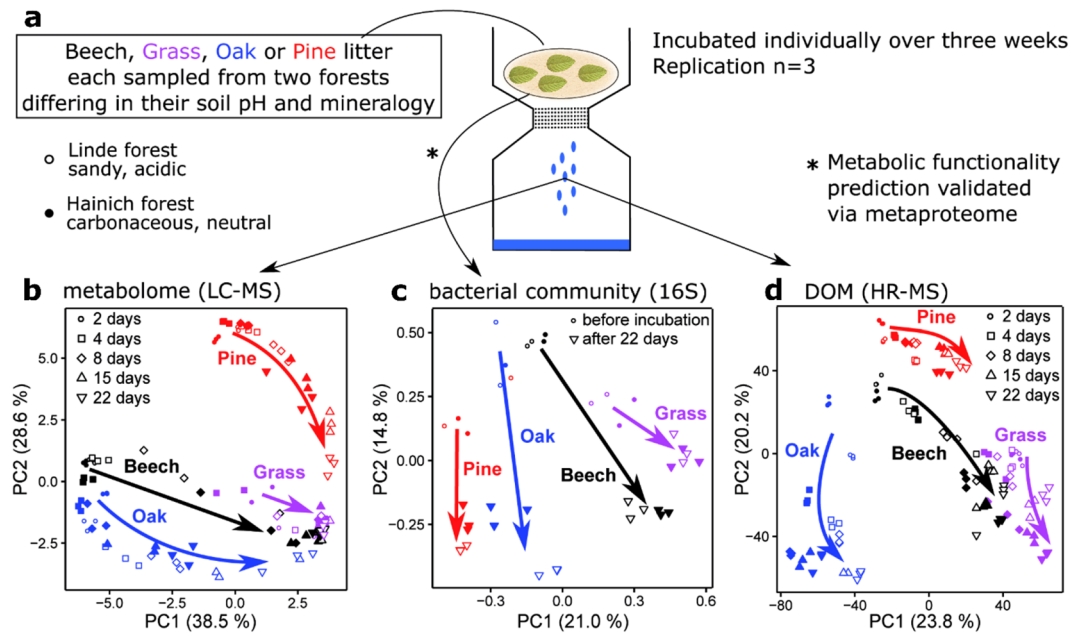 a
Beech, Grass, Oak or Pine litter
each sampled from two forests
differing in their soil pH and mineralogy
Incubated individually over three weeks
Replication n=3
Linde forest
sandy, acidic
Hainich forest
carbonaceous, neutral
*
* Metabolic functionality
prediction validated
via metaproteome
b metabolome (LC-MS)
2 days
4 days
8 days
15 days
22 days
Pine
Beech
Grass
Oak
5.0
2.5
0.0
-2.5
PC2 (28.6 %)
-5.0
-2.5
0.0
2.5
PC1 (38.5 %)
c bacterial community (16S)
before incubation
after 22 days
Grass
Oak
Pine
Beech
0.50
0.25
0.00
-0.25
PC2 (14.8 %)
-0.3
0.0
0.3
0.6
PC1 (21.0 %)
d DOM (HR-MS)
2 days
4 days
8 days
15 days
22 days
Pine
Grass
Oak
Beech
40
0
-40
PC2 (20.2 %)
-80
-40
0
40
PC1 (23.8 %)